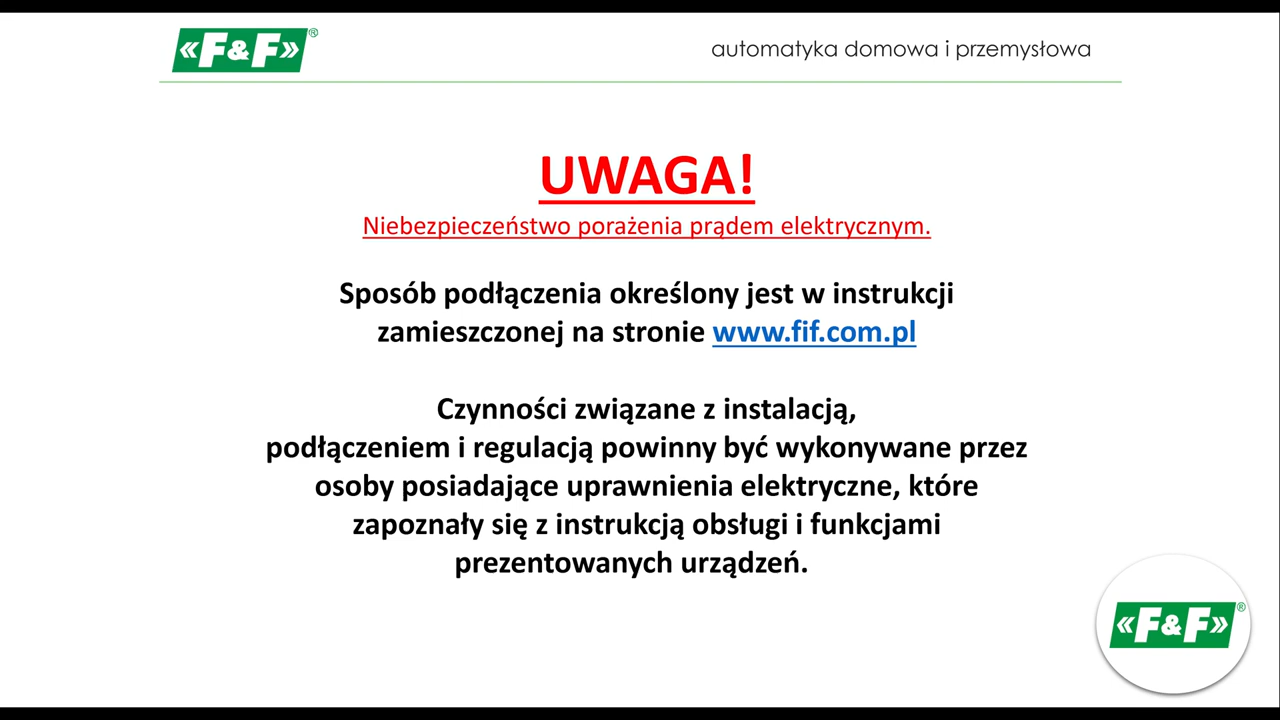 «F&F»®
automatyka domowa i przemysłowa
UWAGA!
Niebezpieczeństwo porażenia prądem elektrycznym.
Sposób podłączenia określony jest w instrukcji
zamieszczonej na stronie www.fif.com.pl
Czynności związane z instalacją,
podłączeniem i regulacją powinny być wykonywane przez
osoby posiadające uprawnienia elektryczne, które
zapoznały się z instrukcją obsługi i funkcjami
prezentowanych urządzeń.
«F&F»®